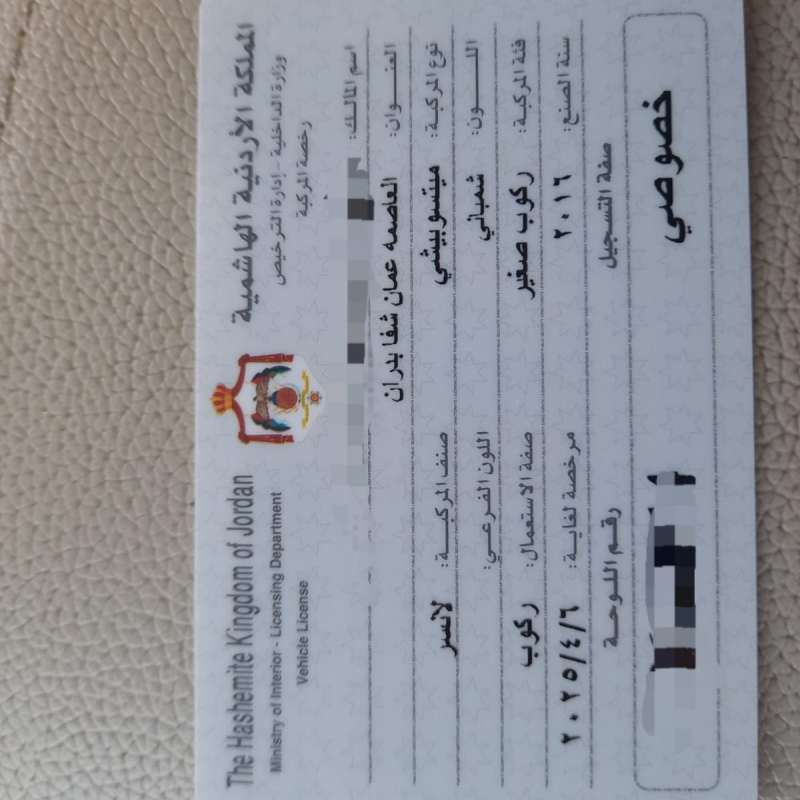 المملكة الأردنية الهاشمية
The Hashemite Kingdom of Jordan
وزارة الداخلية - إدارة الترخيص
Ministry of Interior - Licensing Department
رخصة المركبة
Vehicle License
اسم المالك:
العنوان: العاصمه عمان شفا بدران
نوع المركبة: ميتسوبيشي صنف المركبة: لانسر
اللون: شمباني اللون الفرعي:
فئة المركبة: ركوب صغير صفة الاستعمال: ركوب
سنة الصنع: ٢٠١٦ مرخصة لغاية: ٢٠٢٥/٤/٦
صفة التسجيل رقم اللوحة
خصوصي